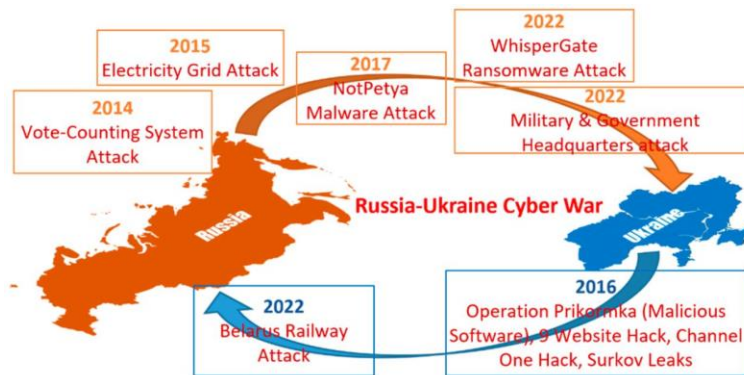 2015
Electricity Grid Attack
2014
Vote-Counting System
Attack
2017
NotPetya
Malware Attack
2022
WhisperGate
Ransomware Attack
2022
Military & Government
Headquarters attack
Russia-Ukraine Cyber War
Russia
Ukraine
2022
Belarus Railway
Attack
2016
Operation Prikormka (Malicious
Software), 9 Website Hack, Channel
One Hack, Surkov Leaks